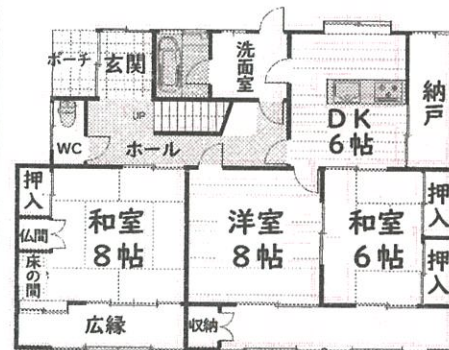 ポーチ
玄関
洗面室
DK
6帖
納戸
UP
WC
ホール
押入
和室
8帖
洋室
8帖
和室
6帖
押入
仏間
床の間
押入
広縁
収納